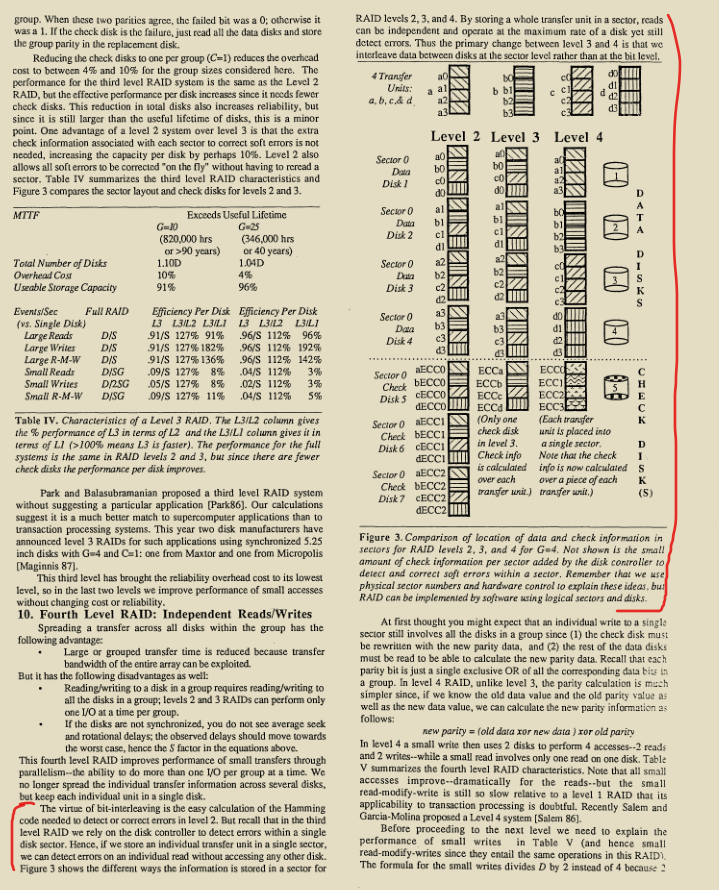 group. When these two parities agree, the failed bit was a 0; otherwise it
was a 1. If the check disk is the failure, just read all the data disks and store
the group parity in the replacement disk.
Reducing the check disks to one per group (C=1) reduces the overhead
cost to between 4% and 10% for the group sizes considered here. The
performance for the third level RAID system is the same as the Level 2
RAID, but the effective performance per disk increases since it needs fewer
check disks. This reduction in total disks also increases reliability, but
since it is still larger than the useful lifetime of disks, this is a minor
point. One advantage of a level 2 system over level 3 is that the extra
check information associated with each sector to correct soft errors is not
needed, increasing the capacity per disk by perhaps 10%. Level 2 also
allows all soft errors to be corrected "on the fly" without having to reread a
sector. Table IV summarizes the third level RAID characteristics and
Figure 3 compares the sector layout and check disks for levels 2 and 3.
MTTF Exceeds Useful Lifetime
G=10 G=25
(820,000 hrs (346,000 hrs
or >90 years) or 40 years)
Total Number of Disks 1.10D 1.04D
Overhead Cost 10% 4%
Useable Storage Capacity 91% 96%
Events/Sec Full RAID Efficiency Per Disk Efficiency Per Disk
(vs. Single Disk) L3 L3/L2 L3/L1 L3 L3/L2 L3/L1
Large Reads D/S .91/S 127% 91% .96/S 112% 96%
Large Writes D/S .91/S 127% 182% .96/S 112% 192%
Large R-M-W D/S .91/S 127% 136% .96/S 112% 142%
Small Reads D/SG .09/S 127% 8% .04/S 112% 3%
Small Writes D/2SG .05/S 127% 8% .02/S 112% 3%
Small R-M-W D/SG .09/S 127% 11% .04/S 112% 5%
Table IV. Characteristics of a Level 3 RAID. The L3/L2 column gives
the % performance of L3 in terms of L2 and the L3/L1 column gives it in
terms of L1 (>100% means L3 is faster). The performance for the full
systems is the same in RAID levels 2 and 3, but since there are fewer
check disks the performance per disk improves.
Park and Balasubramanian proposed a third level RAID system
without suggesting a particular application [Park86]. Our calculations
suggest it is a much better match to supercomputer applications than to
transaction processing systems. This year two disk manufacturers have
announced level 3 RAIDs for such applications using synchronized 5.25
inch disks with G=4 and C=1: one from Maxtor and one from Micropolis
[Maginnis 87].
This third level has brought the reliability overhead cost to its lowest
level, so in the last two levels we improve performance of small accesses
without changing cost or reliability.
10. Fourth Level RAID: Independent Reads/Writes
Spreading a transfer across all disks within the group has the
following advantage:
• Large or grouped transfer time is reduced because transfer
bandwidth of the entire array can be exploited.
But it has the following disadvantages as well:
• Reading/writing to a disk in a group requires reading/writing to
all the disks in a group; levels 2 and 3 RAIDs can perform only
one I/O at a time per group.
• If the disks are not synchronized, you do not see average seek
and rotational delays; the observed delays should move towards
the worst case, hence the S factor in the equations above.
This fourth level RAID improves performance of small transfers through
parallelism--the ability to do more than one I/O per group at a time. We
no longer spread the individual transfer information across several disks,
but keep each individual unit in a single disk.
The virtue of bit-interleaving is the easy calculation of the Hamming
code needed to detect or correct errors in level 2. But recall that in the third
level RAID we rely on the disk controller to detect errors within a single
disk sector. Hence, if we store an individual transfer unit in a single sector,
we can detect errors on an individual read without accessing any other disk.
Figure 3 shows the different ways the information is stored in a sector for
RAID levels 2, 3, and 4. By storing a whole transfer unit in a sector, reads
can be independent and operate at the maximum rate of a disk yet still
detect errors. Thus the primary change between level 3 and 4 is that we
interleave data between disks at the sector level rather than at the bit level.
4 Transfer a0 b0 c0 d0
Units: a a1 b b1 c c1 d d1
a, b, c, & d a2 b2 c2 d2
a3 b3 c3 d3
Level 2 Level 3 Level 4
Sector 0 a0 a0 a0
Data b0 b0 a1 1
Disk 1 c0 c0 a2
d0 d0 a3
Sector 0 a1 a1 b0
Data b1 b1 b1 2
Disk 2 c1 c1 b2
d1 d1 b3
Sector 0 a2 a2 c0
Data b2 b2 c1 3
Disk 3 c2 c2 c2
d2 d2 c3
Sector 0 a3 a3 d0
Data b3 b3 d1 4
Disk 4 c3 c3 d2
d3 d3 d3
DATA DISKS
Sector 0 aECC0 ECCa ECC0
Check bECC0 ECCb ECC1 5
Disk 5 cECC0 ECCc ECC2
dECC0 ECCd ECC3
Sector 0 aECC1 (Only one (Each transfer
Check bECC1 check disk unit is placed into
Disk 6 cECC1 in level 3. a single sector.
dECC1 Check info Note that the check
Sector 0 aECC2 is calculated info is now calculated
Check bECC2 over each over a piece of each
Disk 7 cECC2 transfer unit.) transfer unit.)
dECC2
CHECK DISK (S)
Figure 3. Comparison of location of data and check information in
sectors for RAID levels 2, 3, and 4 for G=4. Not shown is the small
amount of check information per sector added by the disk controller to
detect and correct soft errors within a sector. Remember that we use
physical sector numbers and hardware control to explain these ideas, but
RAID can be implemented by software using logical sectors and disks.
At first thought you might expect that an individual write to a single
sector still involves all the disks in a group since (1) the check disk must
be rewritten with the new parity data, and (2) the rest of the data disks
must be read to be able to calculate the new parity data. Recall that each
parity bit is just a single exclusive OR of all the corresponding data bits in
a group. In level 4 RAID, unlike level 3, the parity calculation is much
simpler since, if we know the old data value and the old parity value as
well as the new data value, we can calculate the new parity information as
follows:
new parity = (old data xor new data ) xor old parity
In level 4 a small write then uses 2 disks to perform 4 accesses--2 reads
and 2 writes--while a small read involves only one read on one disk. Table
V summarizes the fourth level RAID characteristics. Note that all small
accesses improve--dramatically for the reads--but the small
read-modify-write is still so slow relative to a level 1 RAID that its
applicability to transaction processing is doubtful. Recently Salem and
Garcia-Molina proposed a Level 4 system [Salem 86].
Before proceeding to the next level we need to explain the
performance of small writes in Table V (and hence small
read-modify-writes since they entail the same operations in this RAID).
The formula for the small writes divides D by 2 instead of 4 because 2